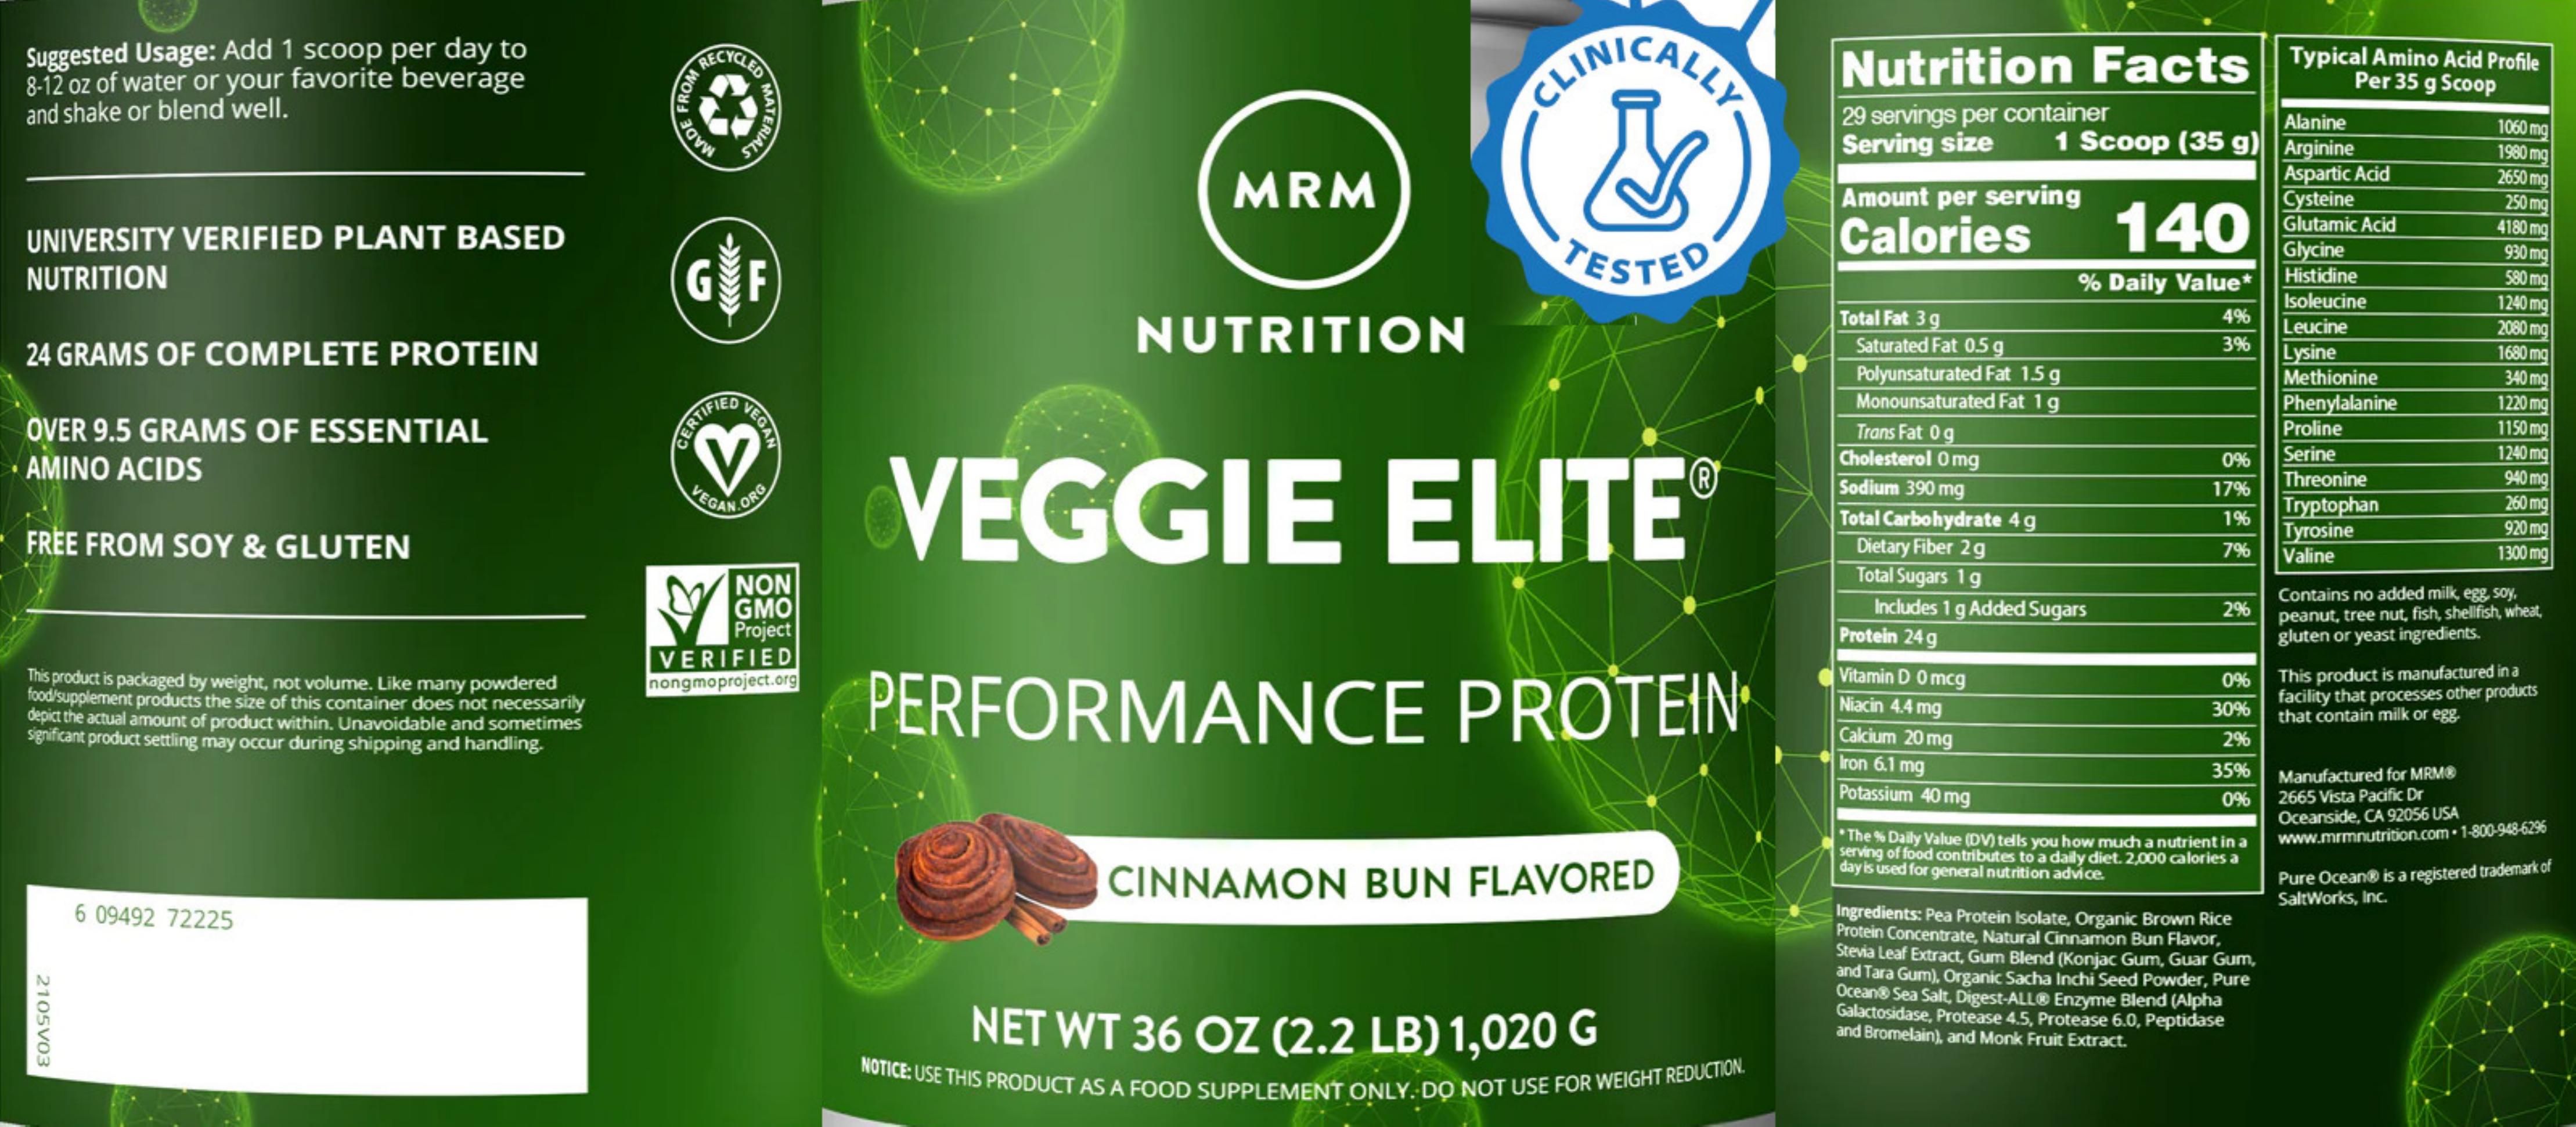 Suggested Usage: Add 1 scoop per day to
8-12 oz of water or your favorite beverage
and shake or blend well.
UNIVERSITY VERIFIED PLANT BASED
NUTRITION
24 GRAMS OF COMPLETE PROTEIN
OVER 9.5 GRAMS OF ESSENTIAL
AMINO ACIDS
FREE FROM SOY & GLUTEN
This product is packaged by weight, not volume. Like many powdered
food/supplement products the size of this container does not necessarily
depict the actual amount of product within. Unavoidable and sometimes
significant product settling may occur during shipping and handling.
6 09492 72225
2105V03
MADE FROM RECYCLED MATERIALS
G F
CERTIFIED VEGAN
V
VEGAN.ORG
NON
GMO
Project
VERIFIED
nongmoproject.org
MRM
NUTRITION
CLINICALLY
TESTED
VEGGIE ELITE®
PERFORMANCE PROTEIN
CINNAMON BUN FLAVORED
NET WT 36 OZ (2.2 LB) 1,020 G
NOTICE: USE THIS PRODUCT AS A FOOD SUPPLEMENT ONLY. DO NOT USE FOR WEIGHT REDUCTION.
Nutrition Facts
29 servings per container
Serving size 1 Scoop (35 g)
Amount per serving
Calories 140
% Daily Value*
Total Fat 3 g 4%
Saturated Fat 0.5 g 3%
Polyunsaturated Fat 1.5 g
Monounsaturated Fat 1 g
Trans Fat 0 g
Cholesterol 0 mg 0%
Sodium 390 mg 17%
Total Carbohydrate 4 g 1%
Dietary Fiber 2 g 7%
Total Sugars 1 g
Includes 1 g Added Sugars 2%
Protein 24 g
Vitamin D 0 mcg 0%
Niacin 4.4 mg 30%
Calcium 20 mg 2%
Iron 6.1 mg 35%
Potassium 40 mg 0%
* The % Daily Value (DV) tells you how much a nutrient in a
serving of food contributes to a daily diet. 2,000 calories a
day is used for general nutrition advice.
Ingredients: Pea Protein Isolate, Organic Brown Rice
Protein Concentrate, Natural Cinnamon Bun Flavor,
Stevia Leaf Extract, Gum Blend (Konjac Gum, Guar Gum,
and Tara Gum), Organic Sacha Inchi Seed Powder, Pure
Ocean® Sea Salt, Digest-ALL® Enzyme Blend (Alpha
Galactosidase, Protease 4.5, Protease 6.0, Peptidase
and Bromelain), and Monk Fruit Extract.
Typical Amino Acid Profile
Per 35 g Scoop
Alanine 1060 mg
Arginine 1980 mg
Aspartic Acid 2650 mg
Cysteine 250 mg
Glutamic Acid 4180 mg
Glycine 930 mg
Histidine 580 mg
Isoleucine 1240 mg
Leucine 2080 mg
Lysine 1680 mg
Methionine 340 mg
Phenylalanine 1220 mg
Proline 1150 mg
Serine 1240 mg
Threonine 940 mg
Tryptophan 260 mg
Tyrosine 920 mg
Valine 1300 mg
Contains no added milk, egg, soy,
peanut, tree nut, fish, shellfish, wheat,
gluten or yeast ingredients.
This product is manufactured in a
facility that processes other products
that contain milk or egg.
Manufactured for MRM®
2665 Vista Pacific Dr
Oceanside, CA 92056 USA
www.mrmnutrition.com • 1-800-948-6296
Pure Ocean® is a registered trademark of
SaltWorks, Inc.